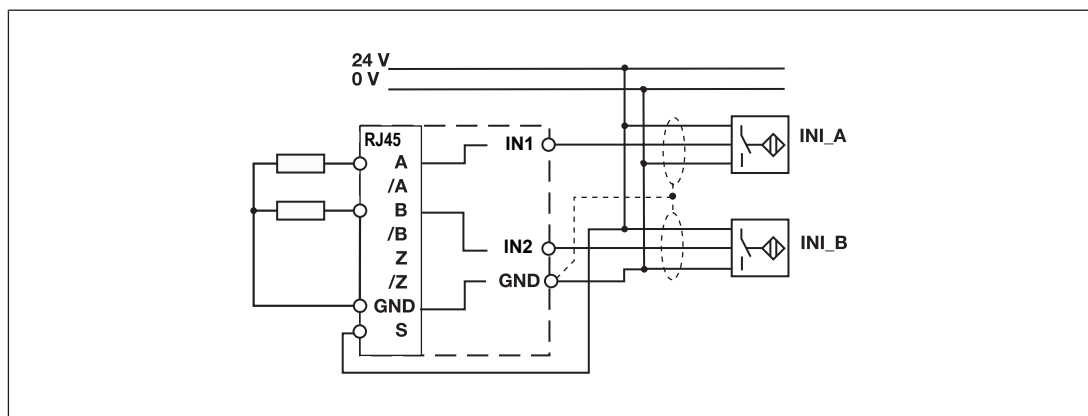 24 V
0 V
RJ45
A
/A
B
/B
Z
/Z
GND
S
IN1
IN2
GND
INI_A
INI_B